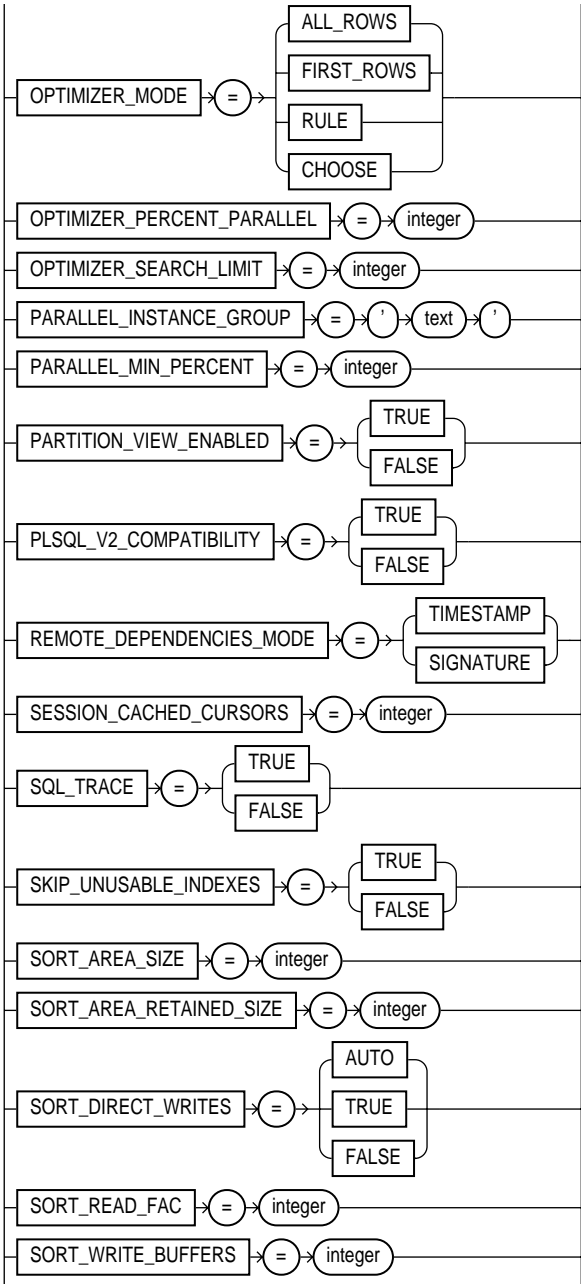 ALL_ROWS
FIRST_ROWS
OPTIMIZER_MODE =
RULE
CHOOSE
OPTIMIZER_PERCENT_PARALLEL = integer
OPTIMIZER_SEARCH_LIMIT = integer
PARALLEL_INSTANCE_GROUP = ’ text ’
PARALLEL_MIN_PERCENT = integer
TRUE
PARTITION_VIEW_ENABLED =
FALSE
TRUE
PLSQL_V2_COMPATIBILITY =
FALSE
TIMESTAMP
REMOTE_DEPENDENCIES_MODE =
SIGNATURE
SESSION_CACHED_CURSORS = integer
TRUE
SQL_TRACE =
FALSE
TRUE
SKIP_UNUSABLE_INDEXES =
FALSE
SORT_AREA_SIZE = integer
SORT_AREA_RETAINED_SIZE = integer
AUTO
SORT_DIRECT_WRITES = TRUE
FALSE
SORT_READ_FAC = integer
SORT_WRITE_BUFFERS = integer